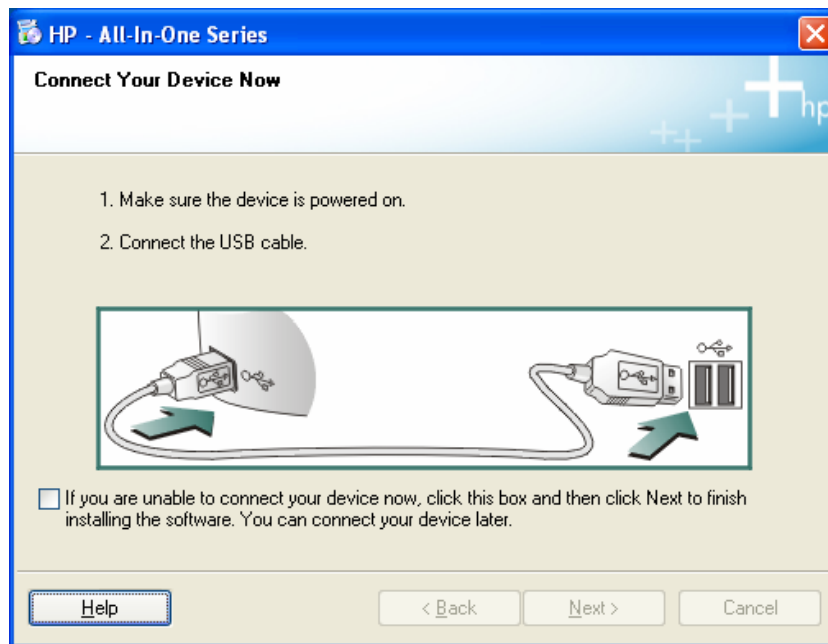 HP - All-In-One Series
Connect Your Device Now
hp
1. Make sure the device is powered on.
2. Connect the USB cable.
If you are unable to connect your device now, click this box and then click Next to finish
installing the software. You can connect your device later.
Help
< Back
Next >
Cancel